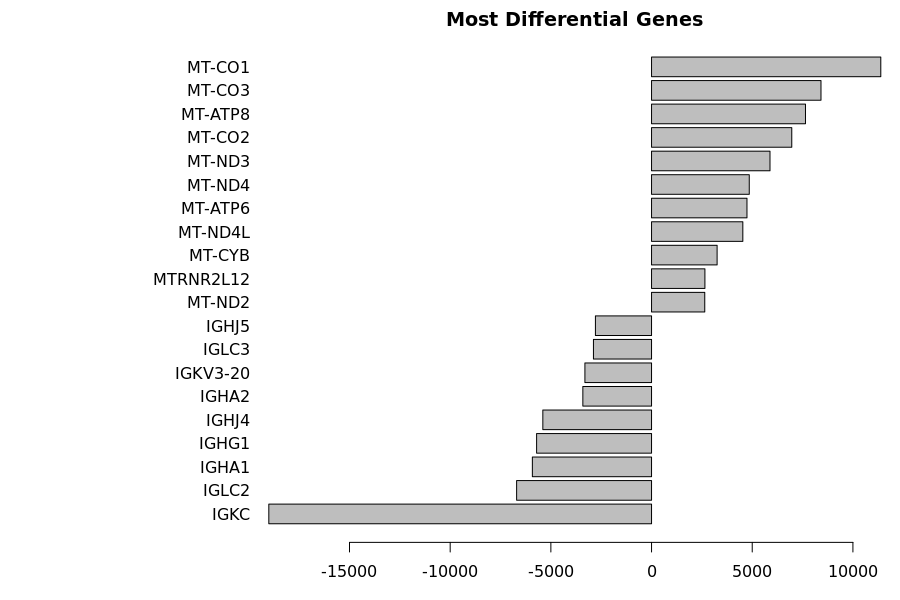 Most Differential Genes
MT-CO1
MT-CO3
MT-ATP8
MT-CO2
MT-ND3
MT-ND4
MT-ATP6
MT-ND4L
MT-CYB
MTRNR2L12
MT-ND2
IGHJ5
IGLC3
IGKV3-20
IGHA2
IGHJ4
IGHG1
IGHA1
IGLC2
IGKC
-15000 -10000 -5000 0 5000 10000